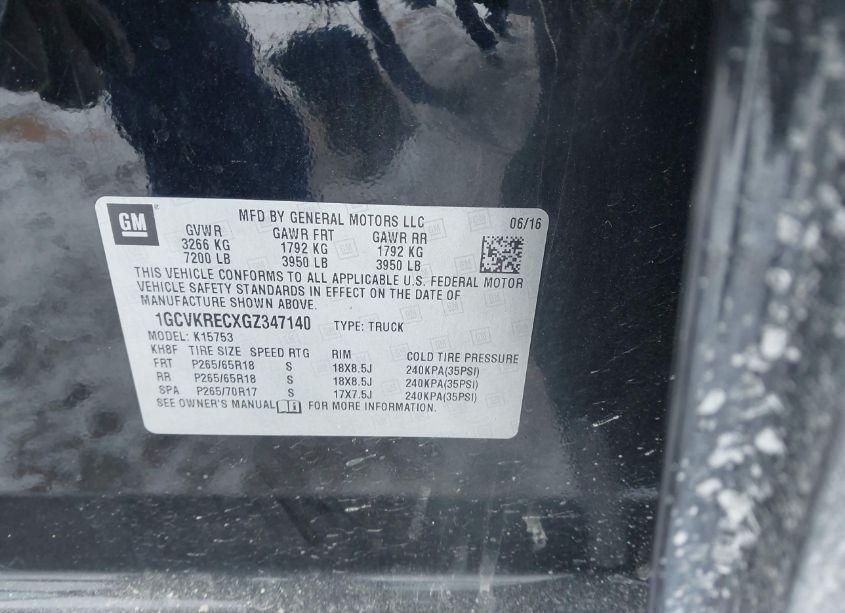 GM
MFD BY GENERAL MOTORS LLC 06/16
GVWR GAWR FRT GAWR RR
3266 KG 1792 KG 1792 KG
7200 LB 3950 LB 3950 LB
THIS VEHICLE CONFORMS TO ALL APPLICABLE U.S. FEDERAL MOTOR
VEHICLE SAFETY STANDARDS IN EFFECT ON THE DATE OF
MANUFACTURE SHOWN ABOVE.
1GCVKRECXGZ347140 TYPE: TRUCK
MODEL: K15753
KH8F TIRE SIZE SPEED RTG RIM COLD TIRE PRESSURE
FRT P265/65R18 S 18X8.5J 240KPA(35PSI)
RR P265/65R18 S 18X8.5J 240KPA(35PSI)
SPA P265/70R17 S 17X7.5J 240KPA(35PSI)
SEE OWNER'S MANUAL FOR MORE INFORMATION.